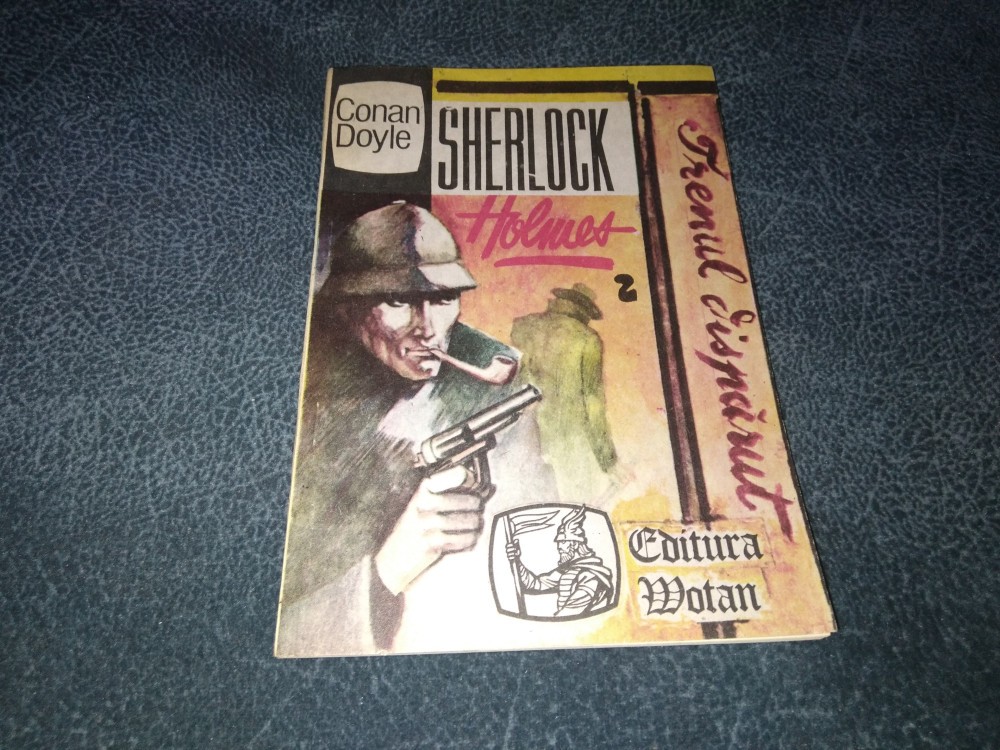 Conan
Doyle
SHERLOCK
Holmes
2
Trenul dispărut
Editura
Wotan